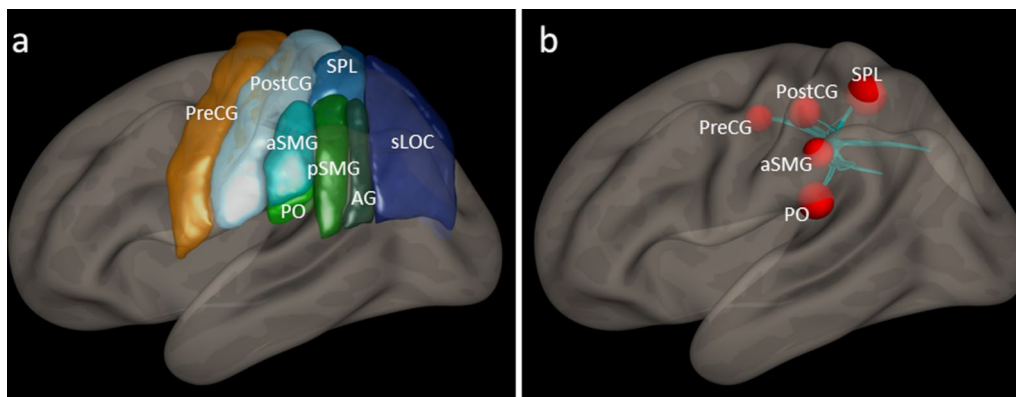 a
SPL
PostCG
PreCG
aSMG
sLOC
pSMG
AG
PO
b
SPL
PostCG
PreCG
aSMG
PO